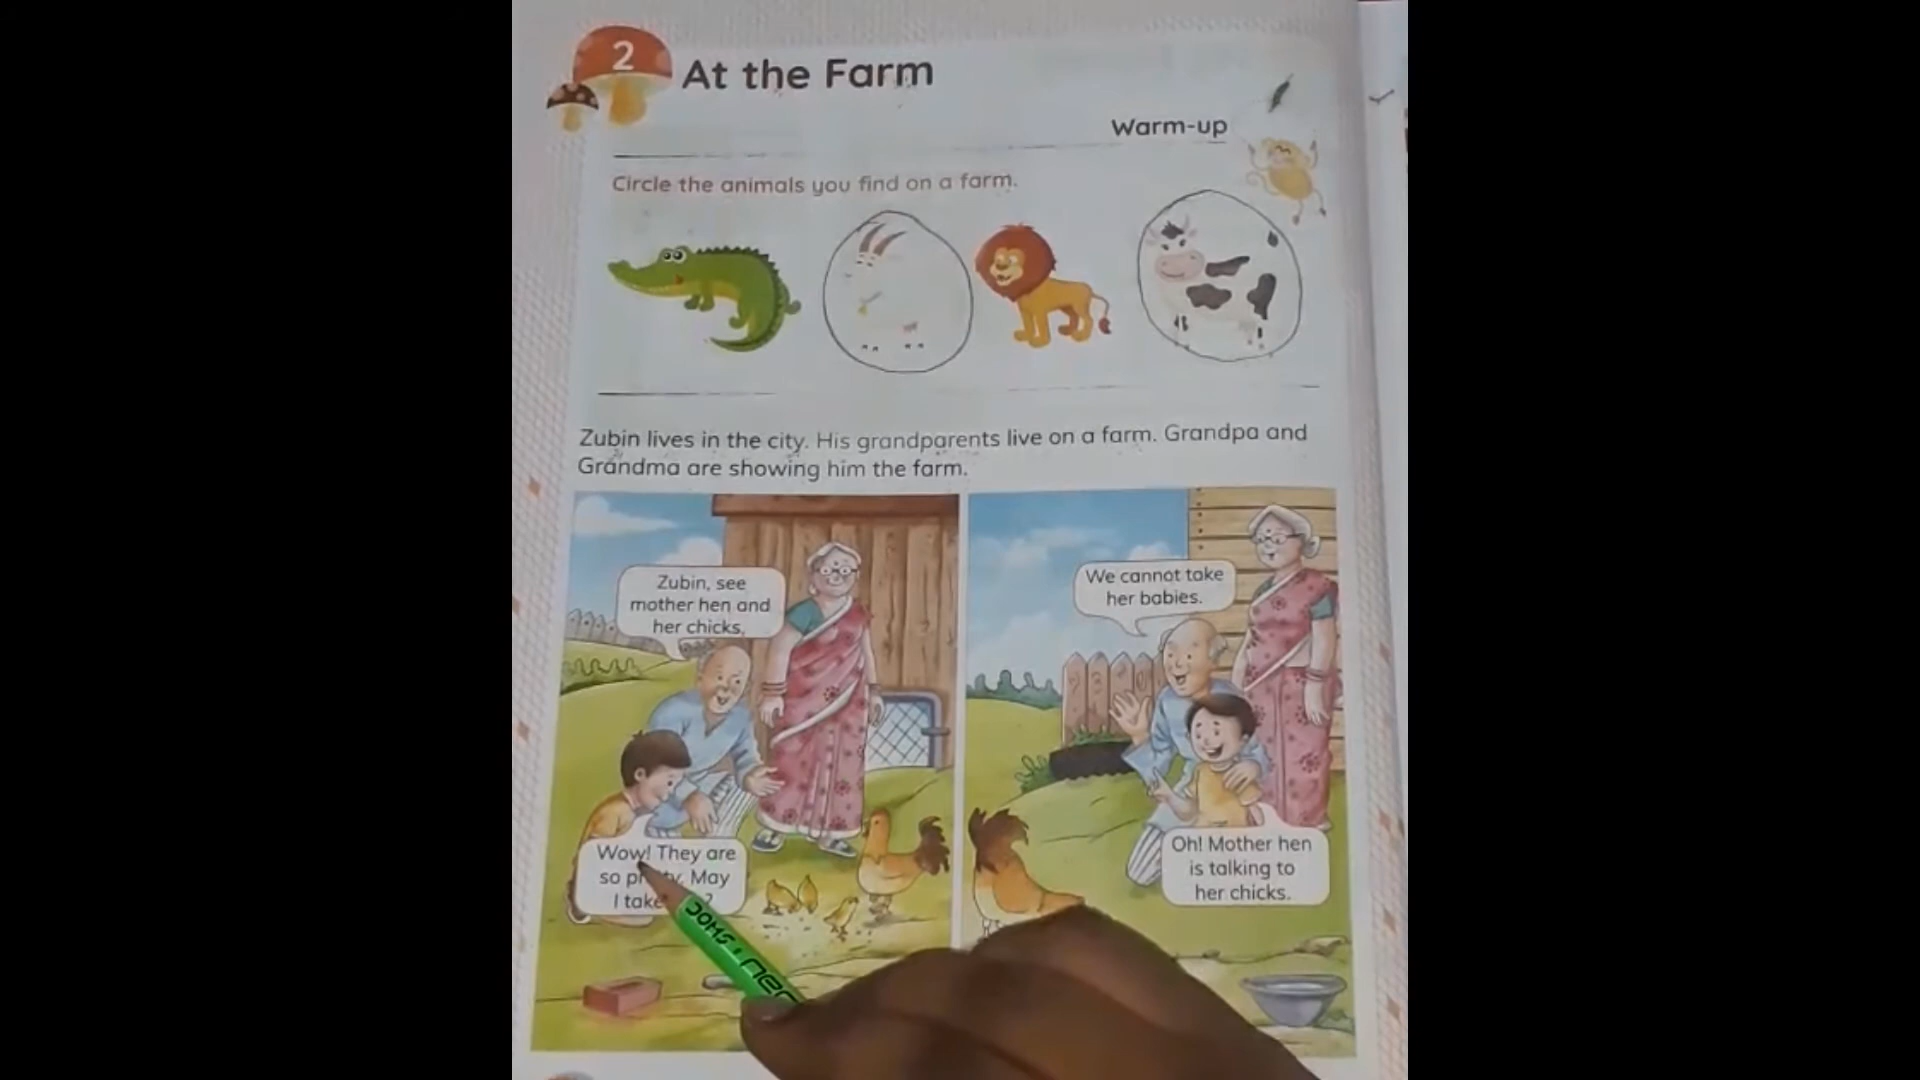 2
At the Farm
Warm-up
Circle the animals you find on a farm.
Zubin lives in the city. His grandparents live on a farm. Grandpa and
Grandma are showing him the farm.
Zubin, see
mother hen and
her chicks.
Wow! They are
so May
I take
We cannot take
her babies.
Oh! Mother hen
is talking to
her chicks.
DOMS